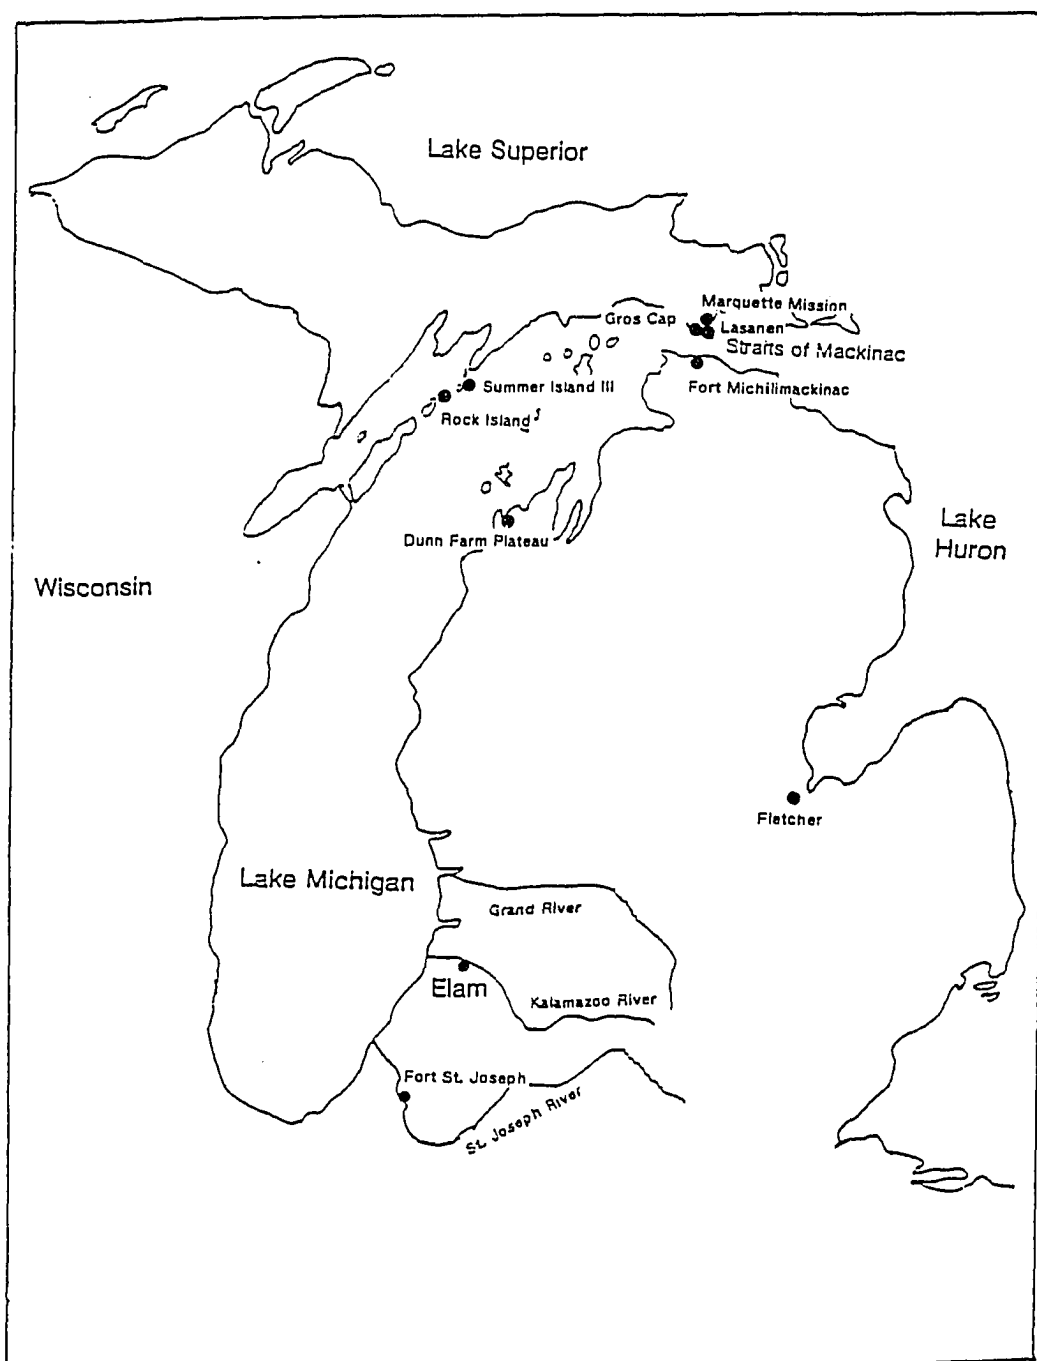 Lake Superior
Marquette Mission
Gros Cap
Lasanen
Straits of Mackinac
Summer Island III
Fort Michilimackinac
Rock Island
Lake
Huron
Dunn Farm Plateau
Wisconsin
Fletcher
Lake Michigan
Grand River
Elam
Kalamazoo River
Fort St. Joseph
St. Joseph River